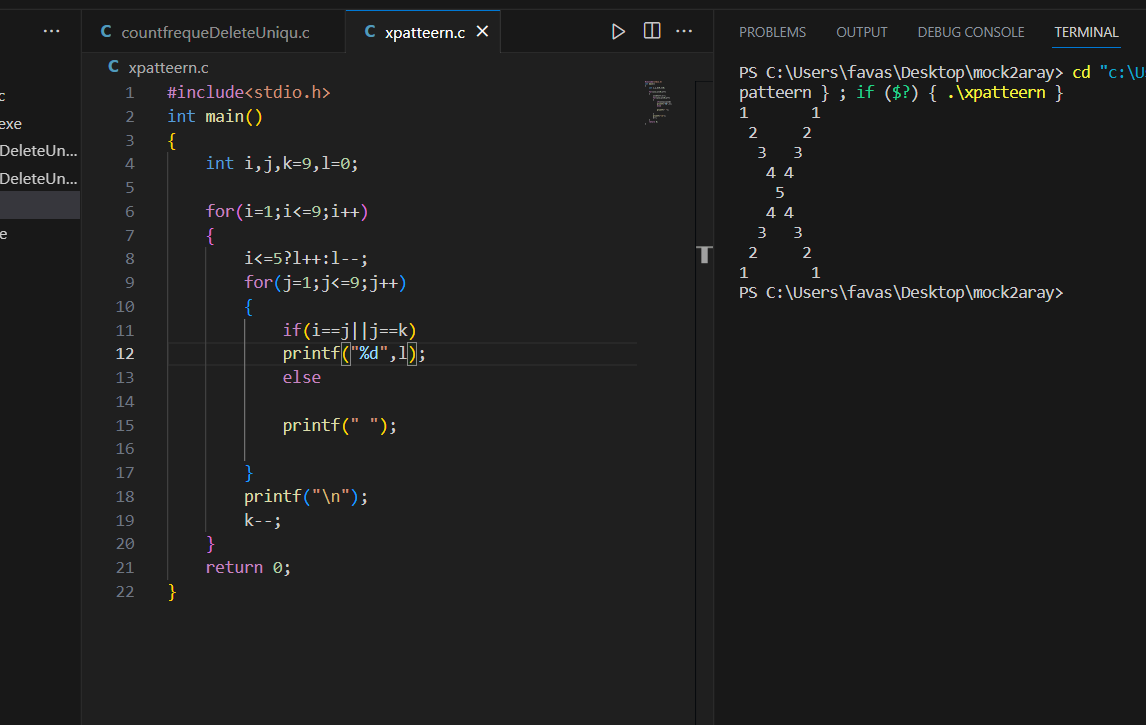 ... C countfrequeDeleteUniqu.c C xpatteern.c ✕ ... PROBLEMS OUTPUT DEBUG CONSOLE TERMINAL
C xpatteern.c
c
exe
DeleteUn...
DeleteUn...
e
1 #include<stdio.h>
2 int main()
3 {
4     int i,j,k=9,l=0;
5
6     for(i=1;i<=9;i++)
7     {
8         i<=5?l++:l--;
9         for(j=1;j<=9;j++)
10         {
11             if(i==j||j==k)
12             printf("%d",l);
13             else
14
15             printf(" ");
16
17         }
18         printf("\n");
19         k--;
20     }
21     return 0;
22 }
PS C:\Users\favas\Desktop\mock2aray> cd "c:\U
patteern } ; if ($?) { .\xpatteern }
1       1
 2     2
  3   3
   4 4
    5
   4 4
  3   3
 2     2
1       1
PS C:\Users\favas\Desktop\mock2aray>